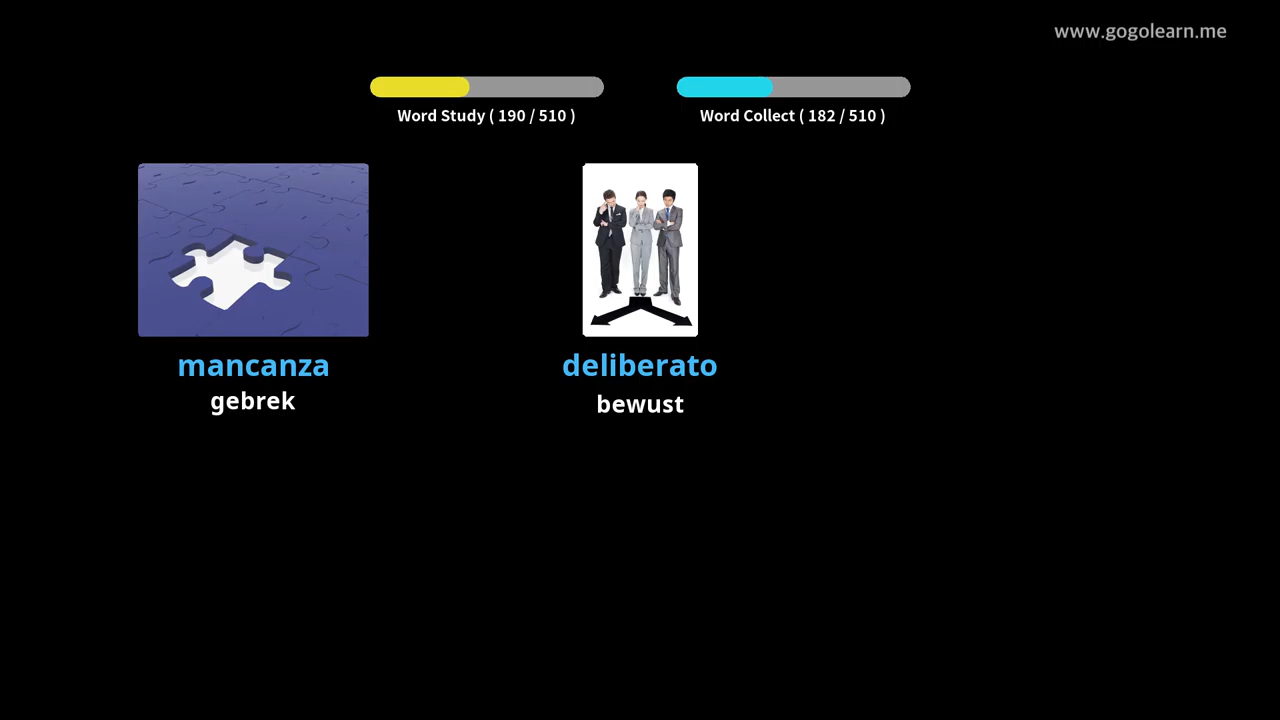 www.gogolearn.me
Word Study ( 190 / 510 )
Word Collect ( 182 / 510 )
mancanza
gebrek
deliberato
bewust